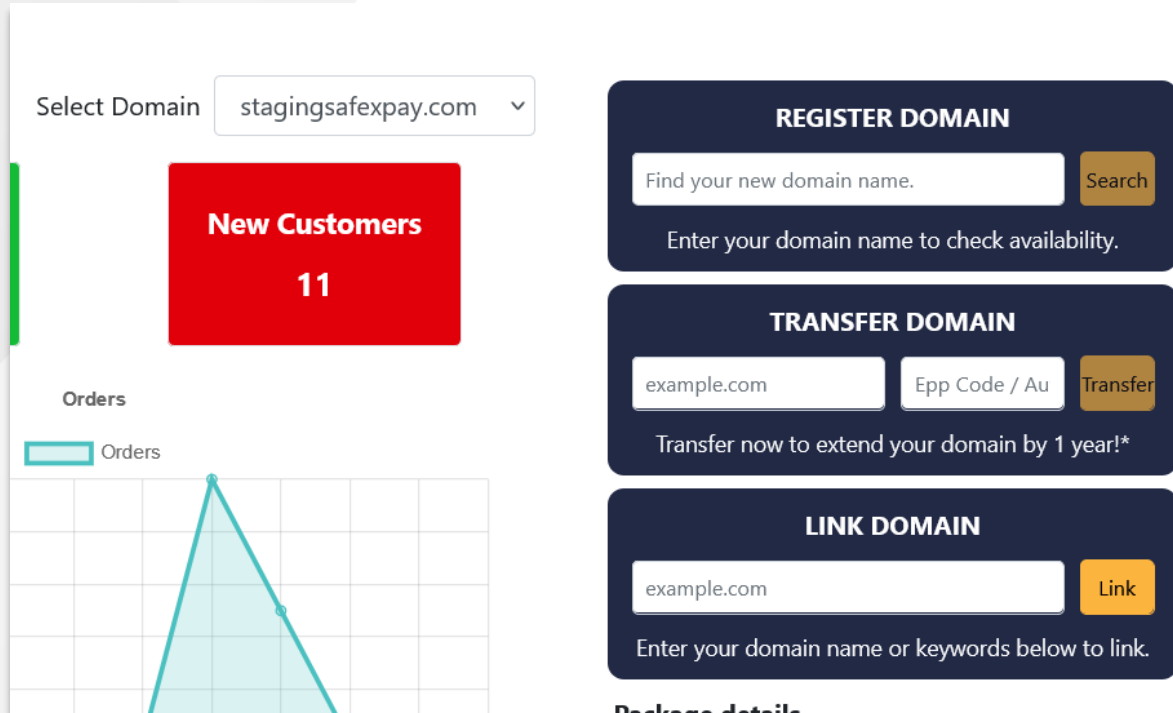 Select Domain
stagingsafexpay.com
New Customers
11
Orders
Orders
REGISTER DOMAIN
Find your new domain name.
Search
Enter your domain name to check availability.
TRANSFER DOMAIN
example.com
Epp Code / Au
Transfer
Transfer now to extend your domain by 1 year!*
LINK DOMAIN
example.com
Link
Enter your domain name or keywords below to link.
Package details